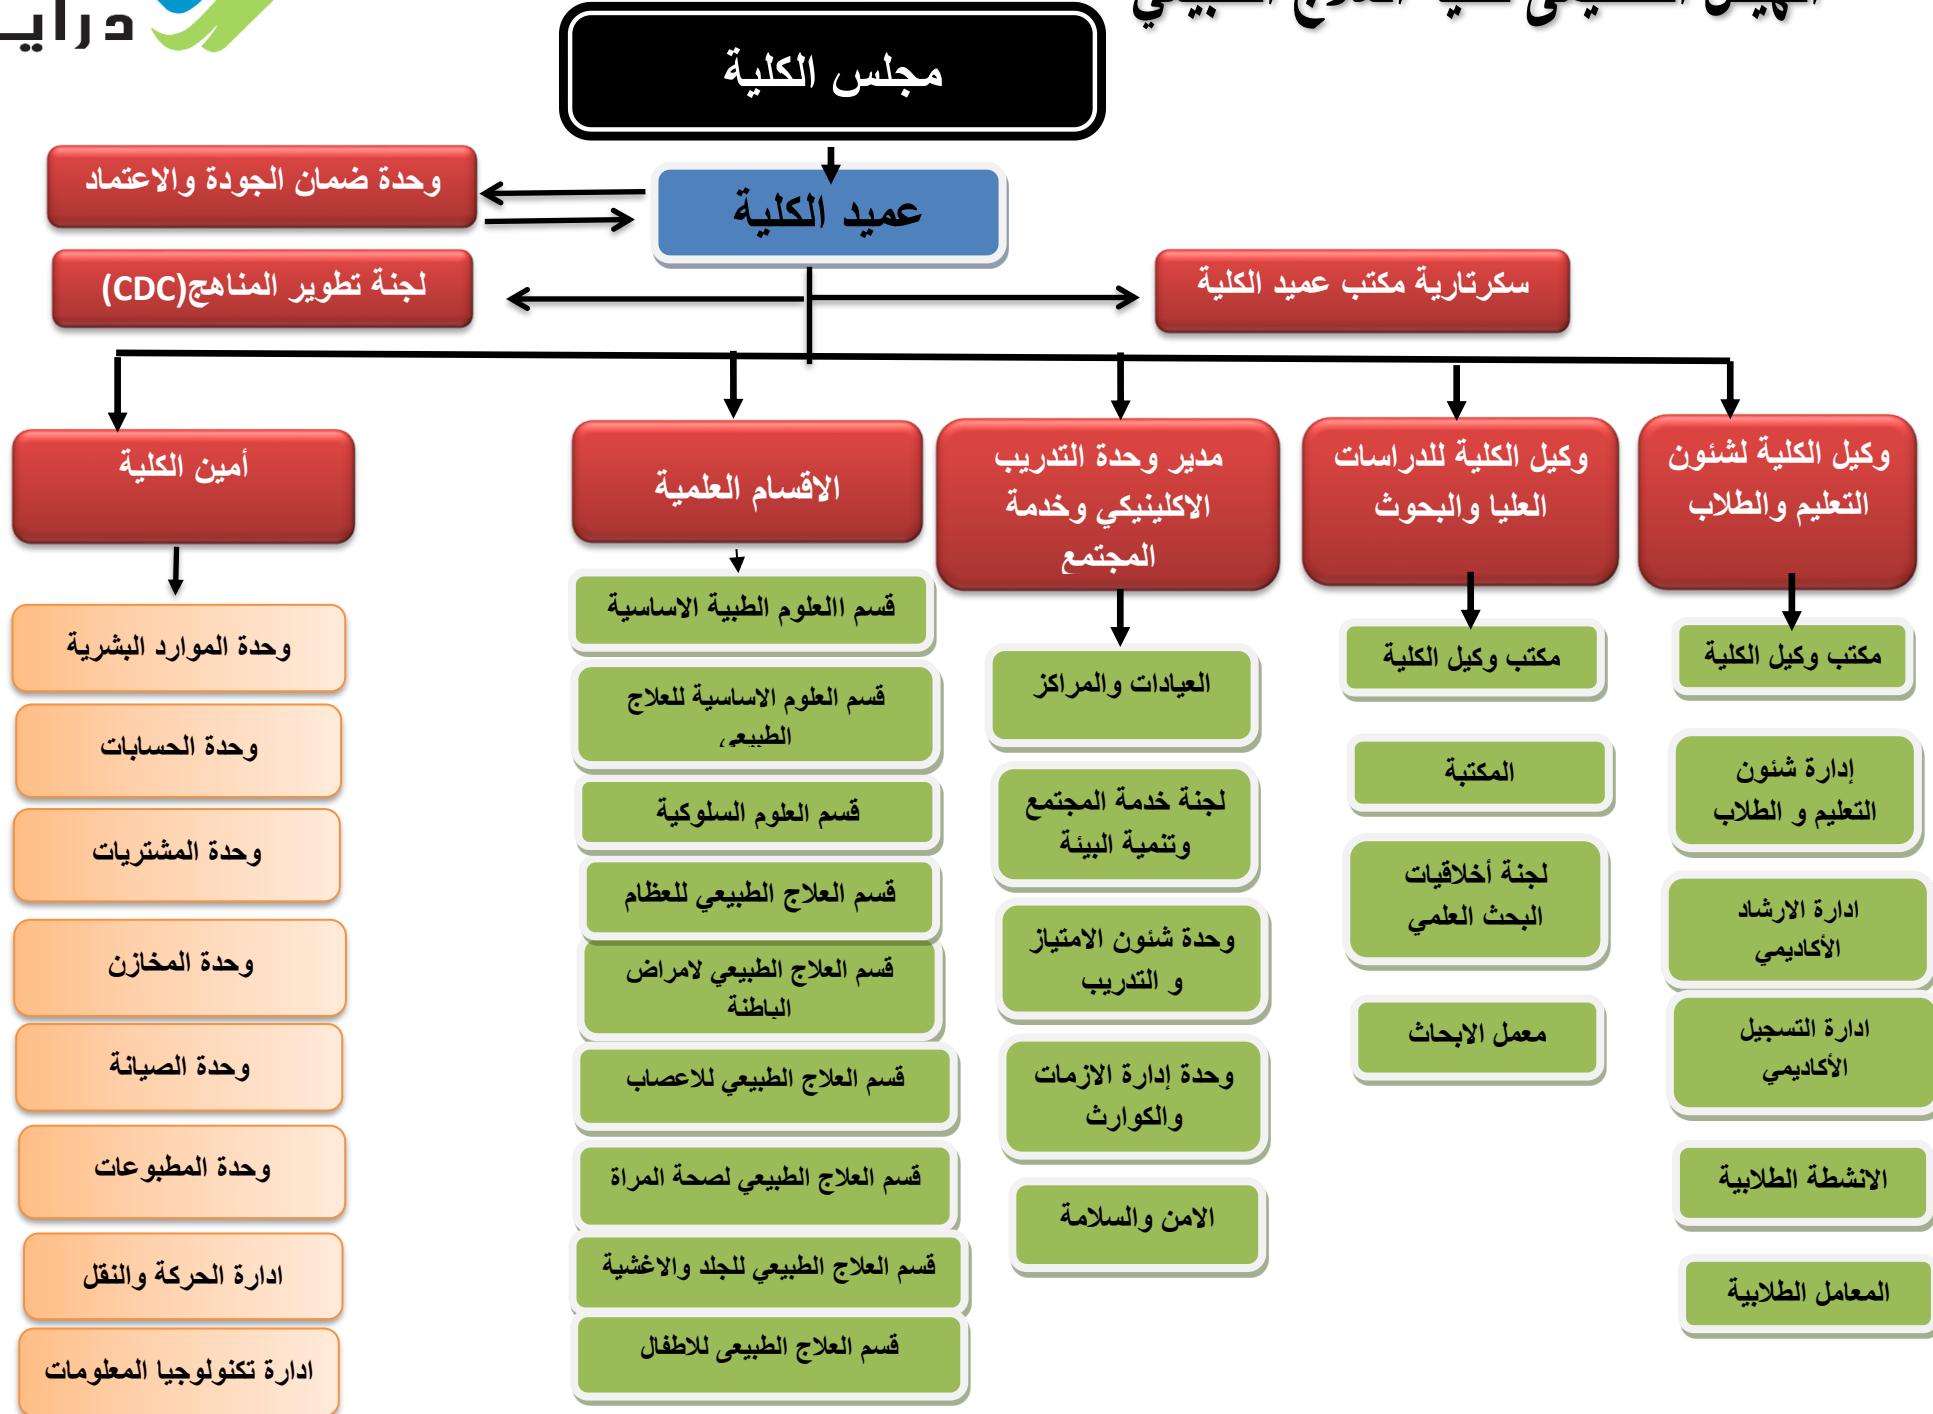 مجلس الكلية
عميد الكلية
وحدة ضمان الجودة والاعتماد
لجنة تطوير المناهج(CDC)
سكرتارية مكتب عميد الكلية
وكيل الكلية لشئون
التعليم والطلاب
مكتب وكيل الكلية
إدارة شئون
التعليم و الطلاب
ادارة الارشاد
الأكاديمي
ادارة التسجيل
الأكاديمي
الانشطة الطلابية
المعامل الطلابية
وكيل الكلية للدراسات
العليا والبحوث
مكتب وكيل الكلية
المكتبة
لجنة أخلاقيات
البحث العلمي
معمل الابحاث
مدير وحدة التدريب
الاكلينيكي وخدمة
المجتمع
العيادات والمراكز
لجنة خدمة المجتمع
وتنمية البيئة
وحدة شئون الامتياز
و التدريب
وحدة إدارة الازمات
والكوارث
الامن والسلامة
الاقسام العلمية
قسم االعلوم الطبية الاساسية
قسم العلوم الاساسية للعلاج
الطبيعي
قسم العلوم السلوكية
قسم العلاج الطبيعي للعظام
قسم العلاج الطبيعي لامراض
الباطنة
قسم العلاج الطبيعي للاعصاب
قسم العلاج الطبيعي لصحة المراة
قسم العلاج الطبيعي للجلد والاغشية
قسم العلاج الطبيعى للاطفال
أمين الكلية
وحدة الموارد البشرية
وحدة الحسابات
وحدة المشتريات
وحدة المخازن
وحدة الصيانة
وحدة المطبوعات
ادارة الحركة والنقل
ادارة تكنولوجيا المعلومات